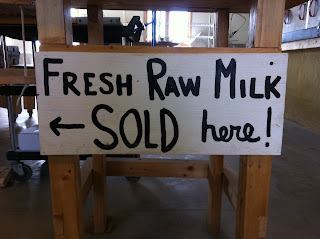 FRESH RAW MILK
← SOLD here!